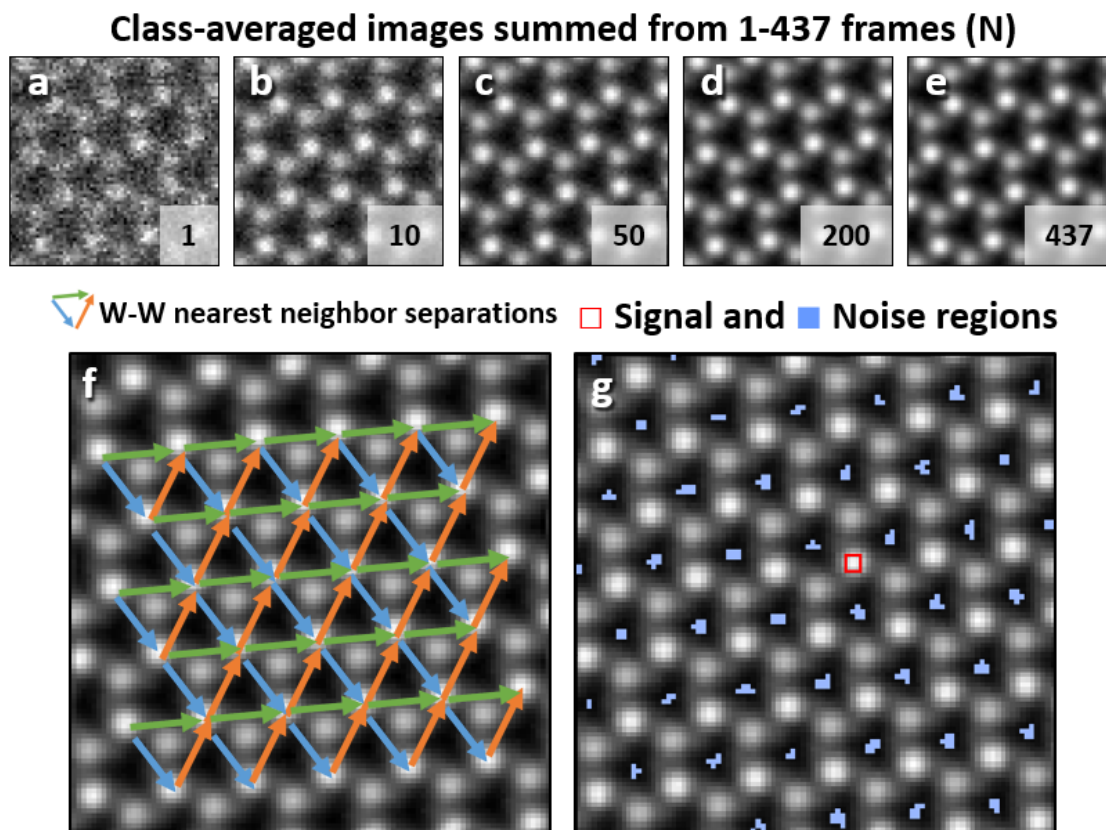 Class-averaged images summed from 1-437 frames (N)
a b c d e
1 10 50 200 437
W-W nearest neighbor separations Signal and Noise regions
f g